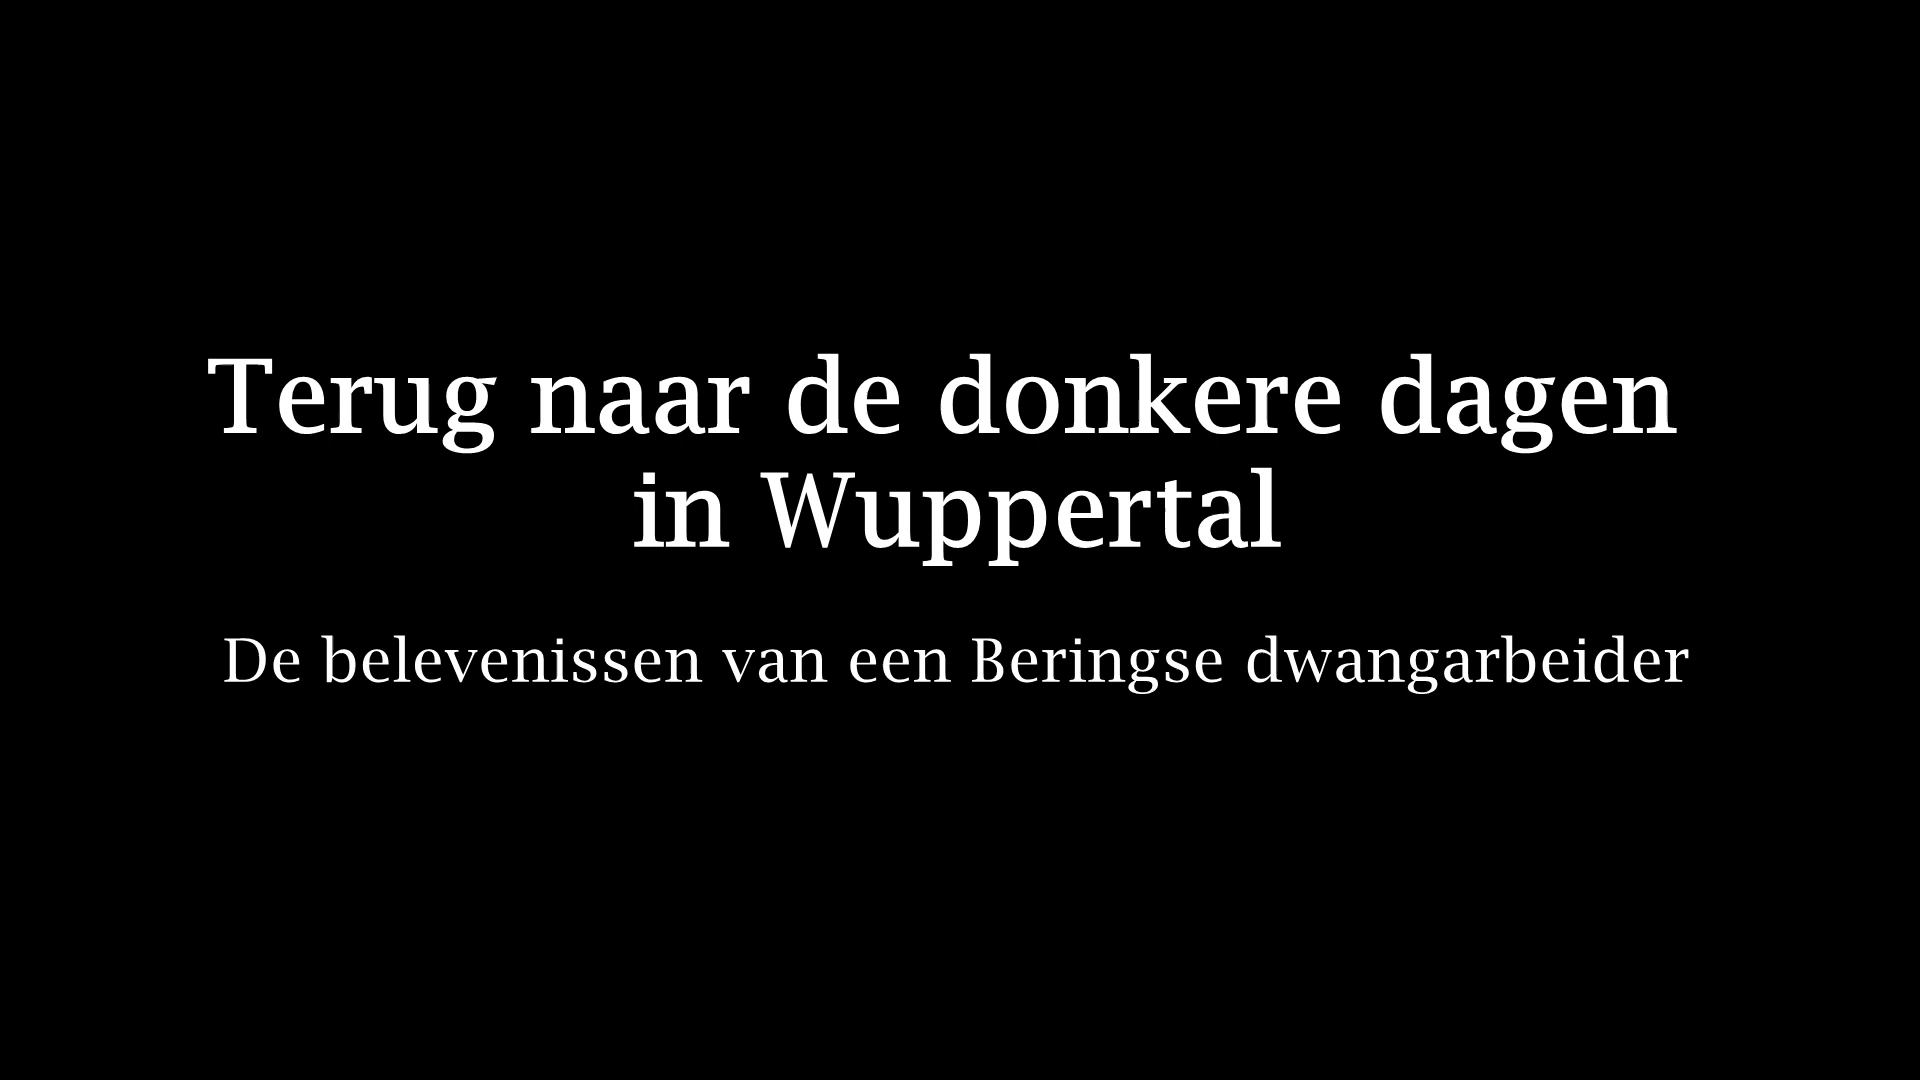 Terug naar de donkere dagen
in Wuppertal
De belevenissen van een Beringse dwangarbeider